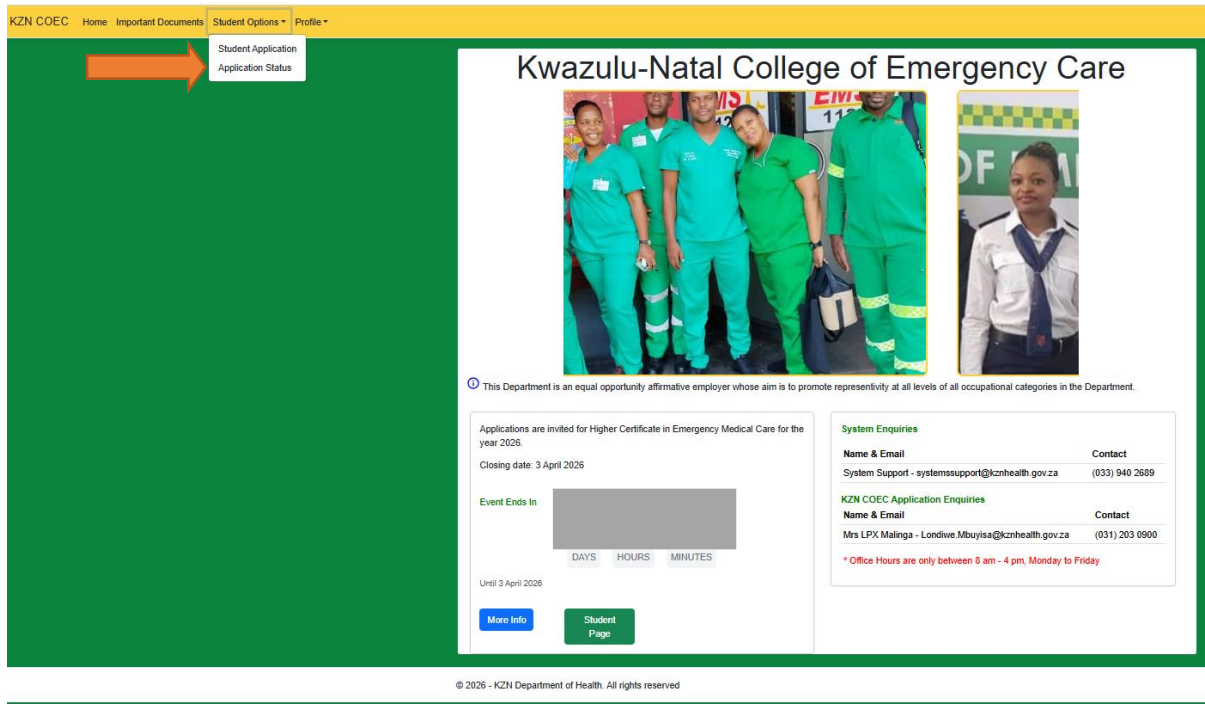 KZN COEC Home Important Documents Student Options Profile
Student Application
Application Status
Kwazulu-Natal College of Emergency Care
EMS
112
EMS
112
This Department is an equal opportunity affirmative employer whose aim is to promote representivity at all levels of all occupational categories in the Department.
Applications are invited for Higher Certificate in Emergency Medical Care for the
year 2026.
Closing date: 3 April 2026
Event Ends In
DAYS HOURS MINUTES
Until 3 April 2026
More Info
Student
Page
System Enquiries
Name & Email Contact
System Support - systemssupport@kznhealth.gov.za (033) 940 2689
KZN COEC Application Enquiries
Name & Email Contact
Mrs LPX Malinga - Londiwe.Mbuyisa@kznhealth.gov.za (031) 203 0900
* Office Hours are only between 8 am - 4 pm, Monday to Friday
© 2026 - KZN Department of Health. All rights reserved